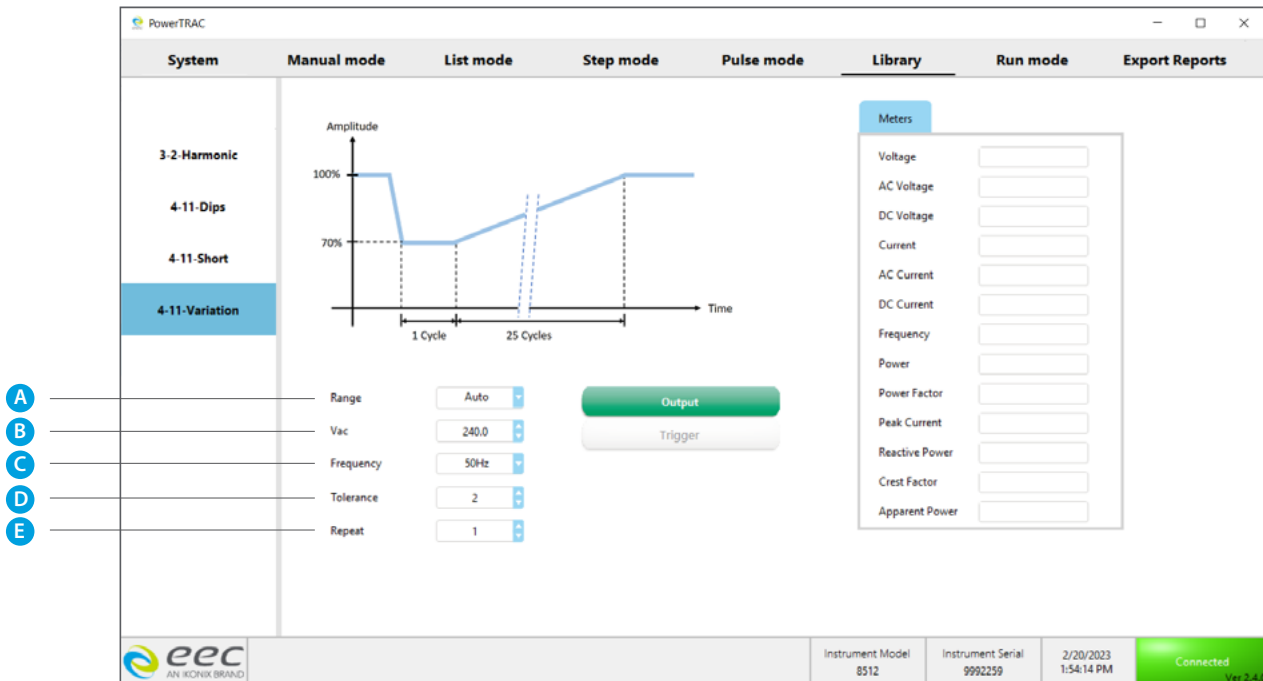 PowerTRAC
System Manual mode List mode Step mode Pulse mode Library Run mode Export Reports
3-2-Harmonic
4-11-Dips
4-11-Short
4-11-Variation
Amplitude
100%
70%
Time
1 Cycle 25 Cycles
A Range Auto
B Vac 240.0
C Frequency 50Hz
D Tolerance 2
E Repeat 1
Output
Trigger
Meters
Voltage
AC Voltage
DC Voltage
Current
AC Current
DC Current
Frequency
Power
Power Factor
Peak Current
Reactive Power
Crest Factor
Apparent Power
eec
AN IKONIX BRAND
Instrument Model
8512
Instrument Serial
9992259
2/20/2023
1:54:14 PM
Connected